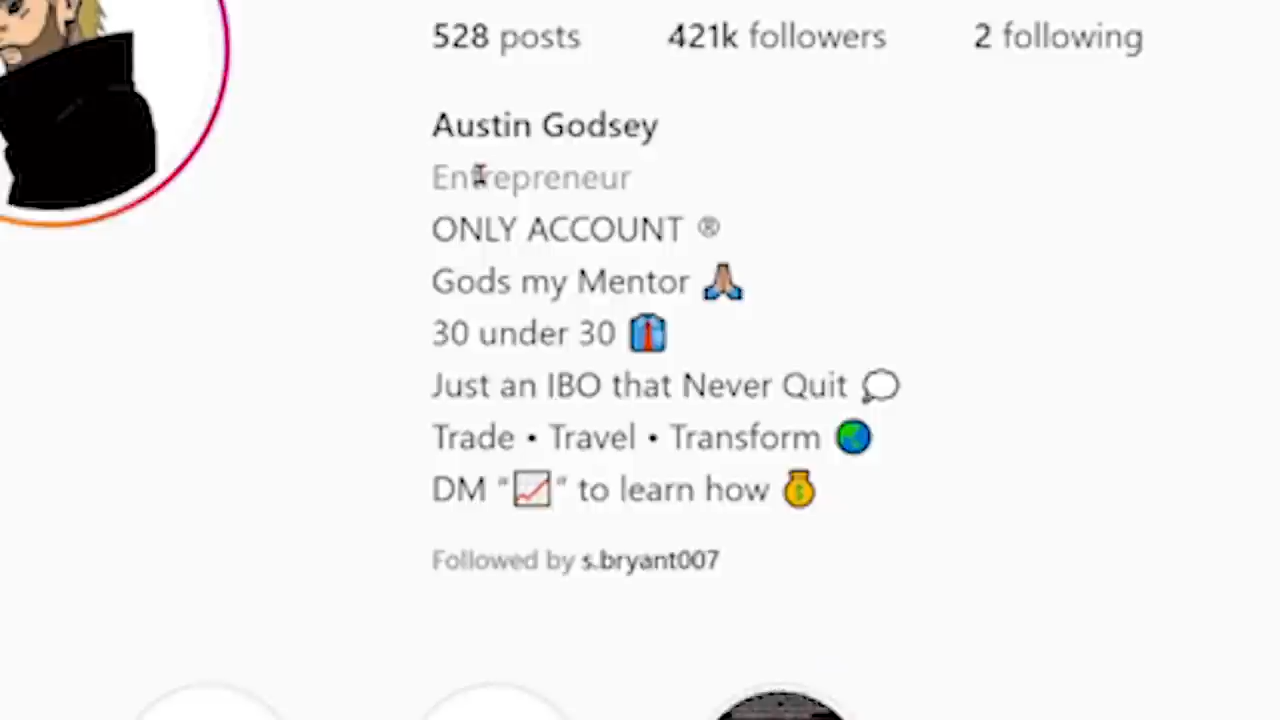 528 posts 421k followers 2 following
Austin Godsey
Entrepreneur
ONLY ACCOUNT ®
Gods my Mentor 🙏🏽
30 under 30 👔
Just an IBO that Never Quit 💭
Trade • Travel • Transform 🌎
DM “📈” to learn how 💰
Followed by s.bryant007